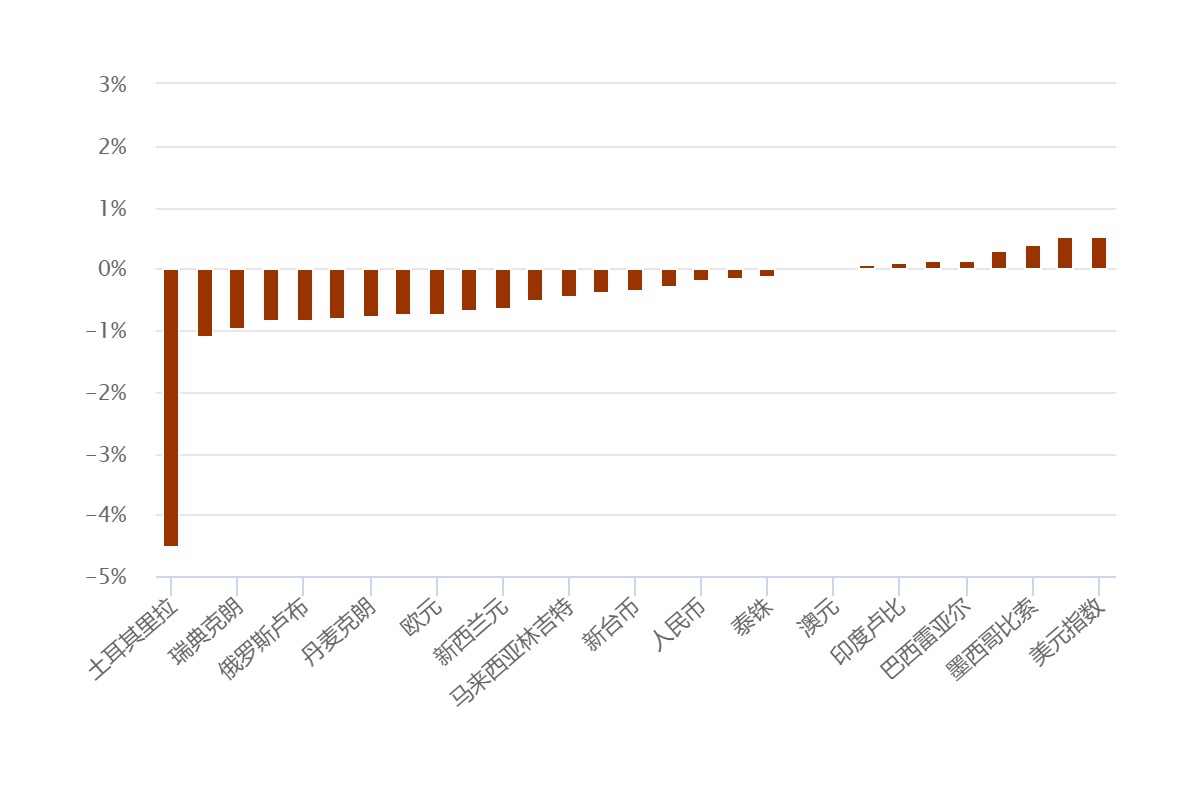 3%
2%
1%
0%
-1%
-2%
-3%
-4%
-5%
土耳其里拉
瑞典克朗
俄罗斯卢布
丹麦克朗
欧元
新西兰元
马来西亚林吉特
新台币
人民币
泰铢
澳元
印度卢比
巴西雷亚尔
墨西哥比索
美元指数